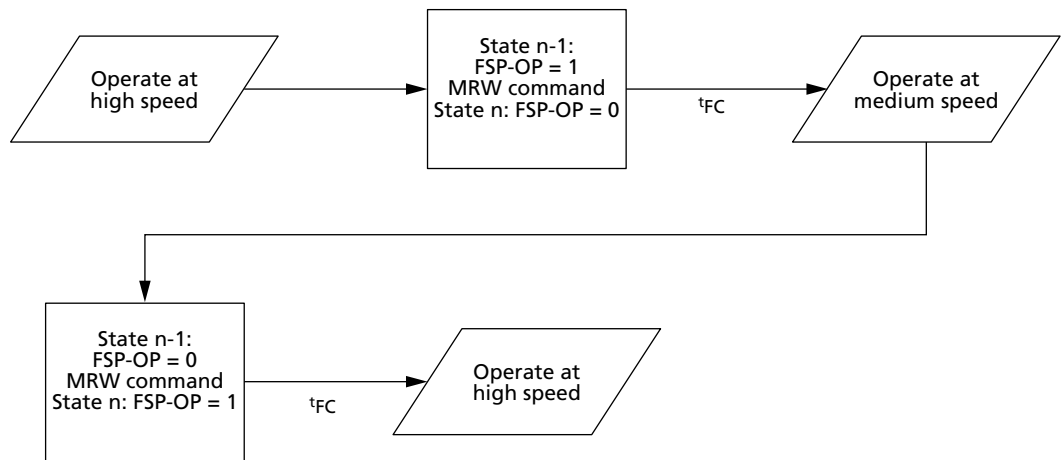 Operate at
high speed
State n-1:
FSP-OP = 1
MRW command
State n: FSP-OP = 0
tFC
Operate at
medium speed
State n-1:
FSP-OP = 0
MRW command
State n: FSP-OP = 1
tFC
Operate at
high speed